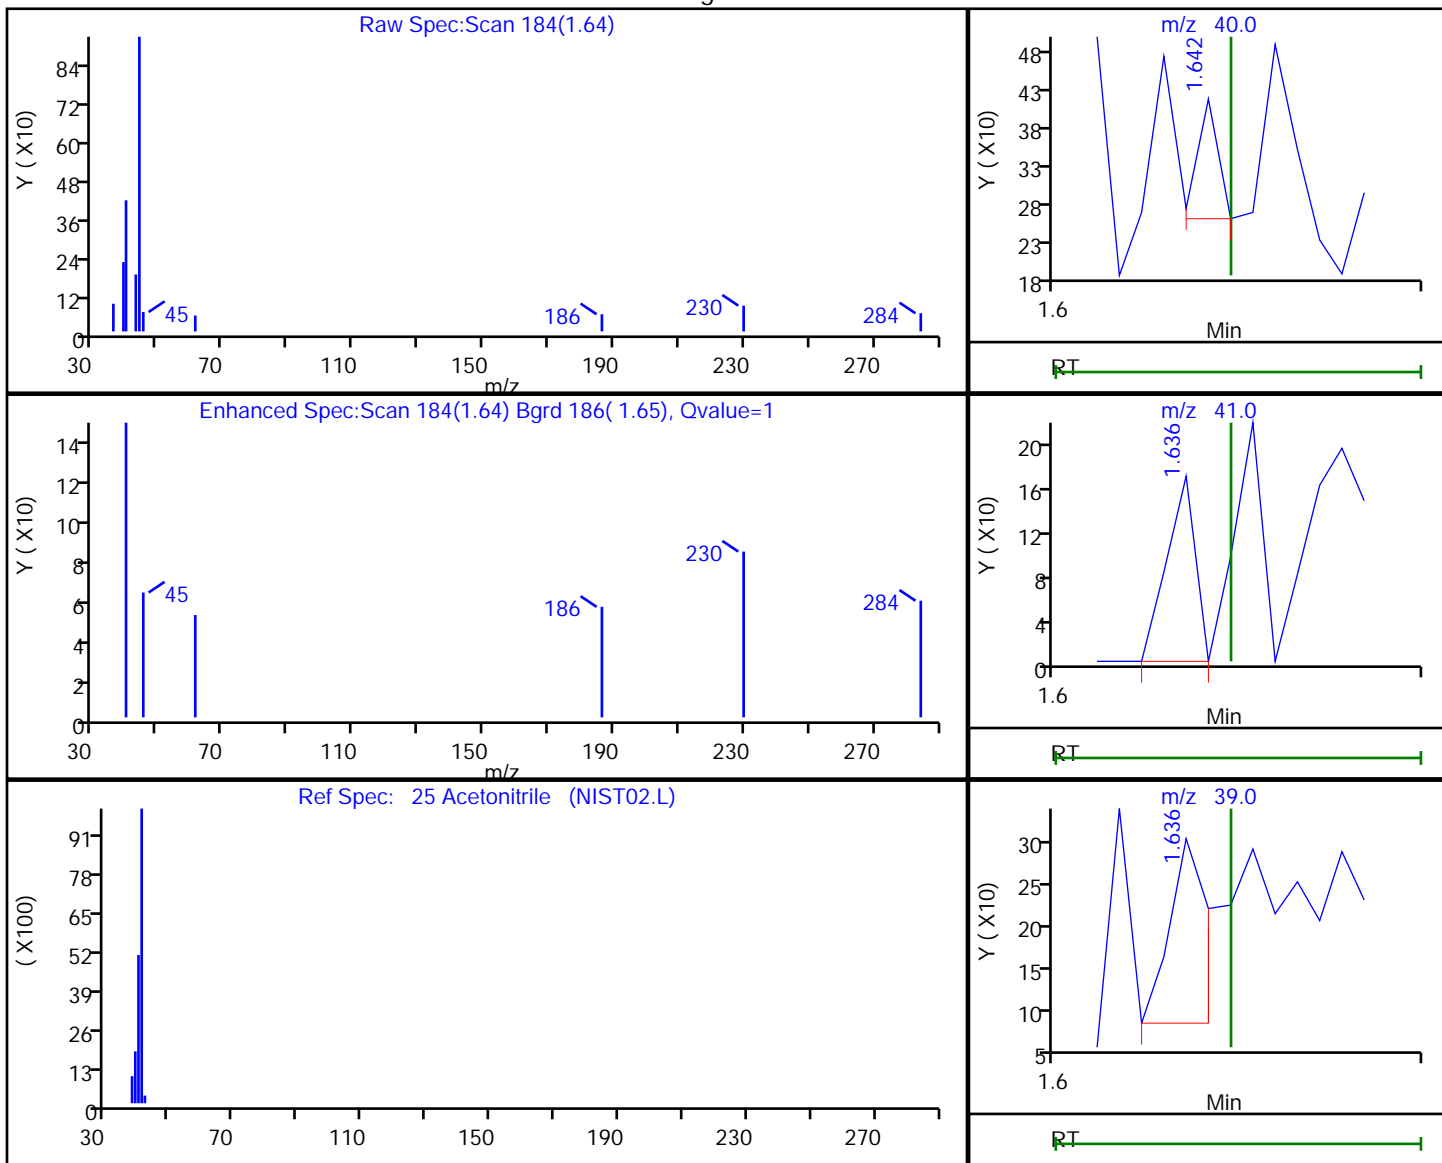 Raw Spec:Scan 184(1.64)
Y ( X10)
84
72
60
48
36
24
12
0
45
186
230
284
30 70 110 150 190 230 270
m/z
m/z 40.0
Y ( X10)
48
43
38
33
28
23
18
1.642
1.6
Min
RT
Enhanced Spec:Scan 184(1.64) Bgrd 186( 1.65), Qvalue=1
Y ( X10)
14
12
10
8
6
4
2
0
45
186
230
284
30 70 110 150 190 230 270
m/z
m/z 41.0
Y ( X10)
20
16
12
8
4
0
1.636
1.6
Min
RT
Ref Spec: 25 Acetonitrile (NIST02.L)
( X100)
91
78
65
52
39
26
13
0
30 70 110 150 190 230 270
m/z 39.0
Y ( X10)
30
25
20
15
10
5
1.636
1.6
Min
RT